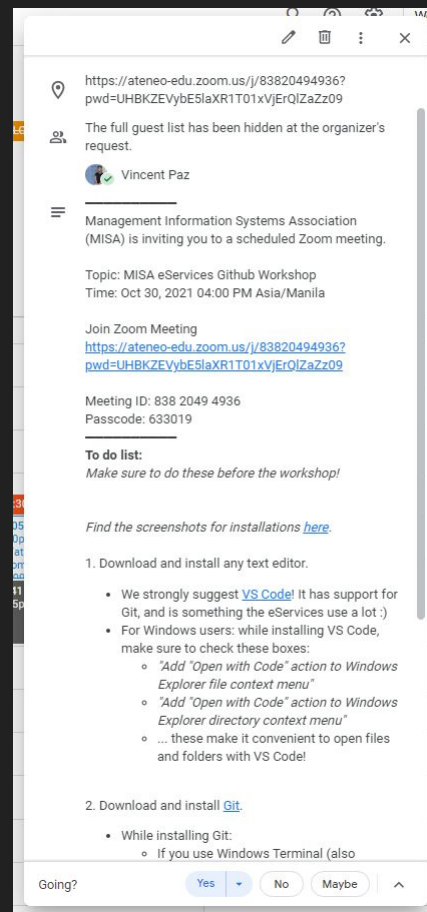 https://ateneo-edu.zoom.us/j/83820494936?
pwd=UHBKZEVybE5laXR1T01xVjErQlZaZz09
The full guest list has been hidden at the organizer's
request.
Vincent Paz
Management Information Systems Association
(MISA) is inviting you to a scheduled Zoom meeting.
Topic: MISA eServices Github Workshop
Time: Oct 30, 2021 04:00 PM Asia/Manila
Join Zoom Meeting
https://ateneo-edu.zoom.us/j/83820494936?
pwd=UHBKZEVybE5laXR1T01xVjErQlZaZz09
Meeting ID: 838 2049 4936
Passcode: 633019
To do list:
Make sure to do these before the workshop!
Find the screenshots for installations here.
1. Download and install any text editor.
• We strongly suggest VS Code! It has support for
Git, and is something the eServices use a lot :)
• For Windows users: while installing VS Code,
make sure to check these boxes:
"Add "Open with Code" action to Windows
Explorer file context menu"
"Add "Open with Code" action to Windows
Explorer directory context menu"
... these make it convenient to open files
and folders with VS Code!
2. Download and install Git.
• While installing Git:
If you use Windows Terminal (also
Going?
Yes
No
Maybe